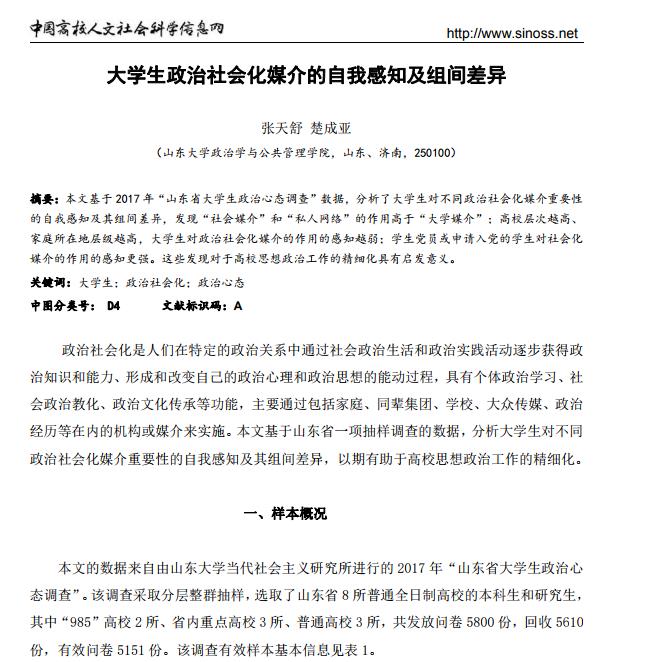 中国高校人文社会科学信息网
http://www.sinoss.net
大学生政治社会化媒介的自我感知及组间差异
张天舒 楚成亚
（山东大学政治学与公共管理学院，山东、济南，250100）
摘要：本文基于 2017 年“山东省大学生政治心态调查”数据，分析了大学生对不同政治社会化媒介重要性
的自我感知及其组间差异，发现“社会媒介”和“私人网络”的作用高于“大学媒介”；高校层次越高、
家庭所在地层级越高，大学生对政治社会化媒介的作用的感知越弱；学生党员或申请入党的学生对社会化
媒介的作用的感知更强。这些发现对于高校思想政治工作的精细化具有启发意义。
关键词：大学生；政治社会化；政治心态
中图分类号： D4 文献标识码：A
政治社会化是人们在特定的政治关系中通过社会政治生活和政治实践活动逐步获得政
治知识和能力、形成和改变自己的政治心理和政治思想的能动过程，具有个体政治学习、社
会政治教化、政治文化传承等功能，主要通过包括家庭、同辈集团、学校、大众传媒、政治
经历等在内的机构或媒介来实施。本文基于山东省一项抽样调查的数据，分析大学生对不同
政治社会化媒介重要性的自我感知及其组间差异，以期有助于高校思想政治工作的精细化。
一、样本概况
本文的数据来自由山东大学当代社会主义研究所进行的 2017 年“山东省大学生政治心
态调查”。该调查采取分层整群抽样，选取了山东省 8 所普通全日制高校的本科生和研究生，
其中“985”高校 2 所、省内重点高校 3 所、普通高校 3 所，共发放问卷 5800 份，回收 5610
份，有效问卷 5151 份。该调查有效样本基本信息见表 1。